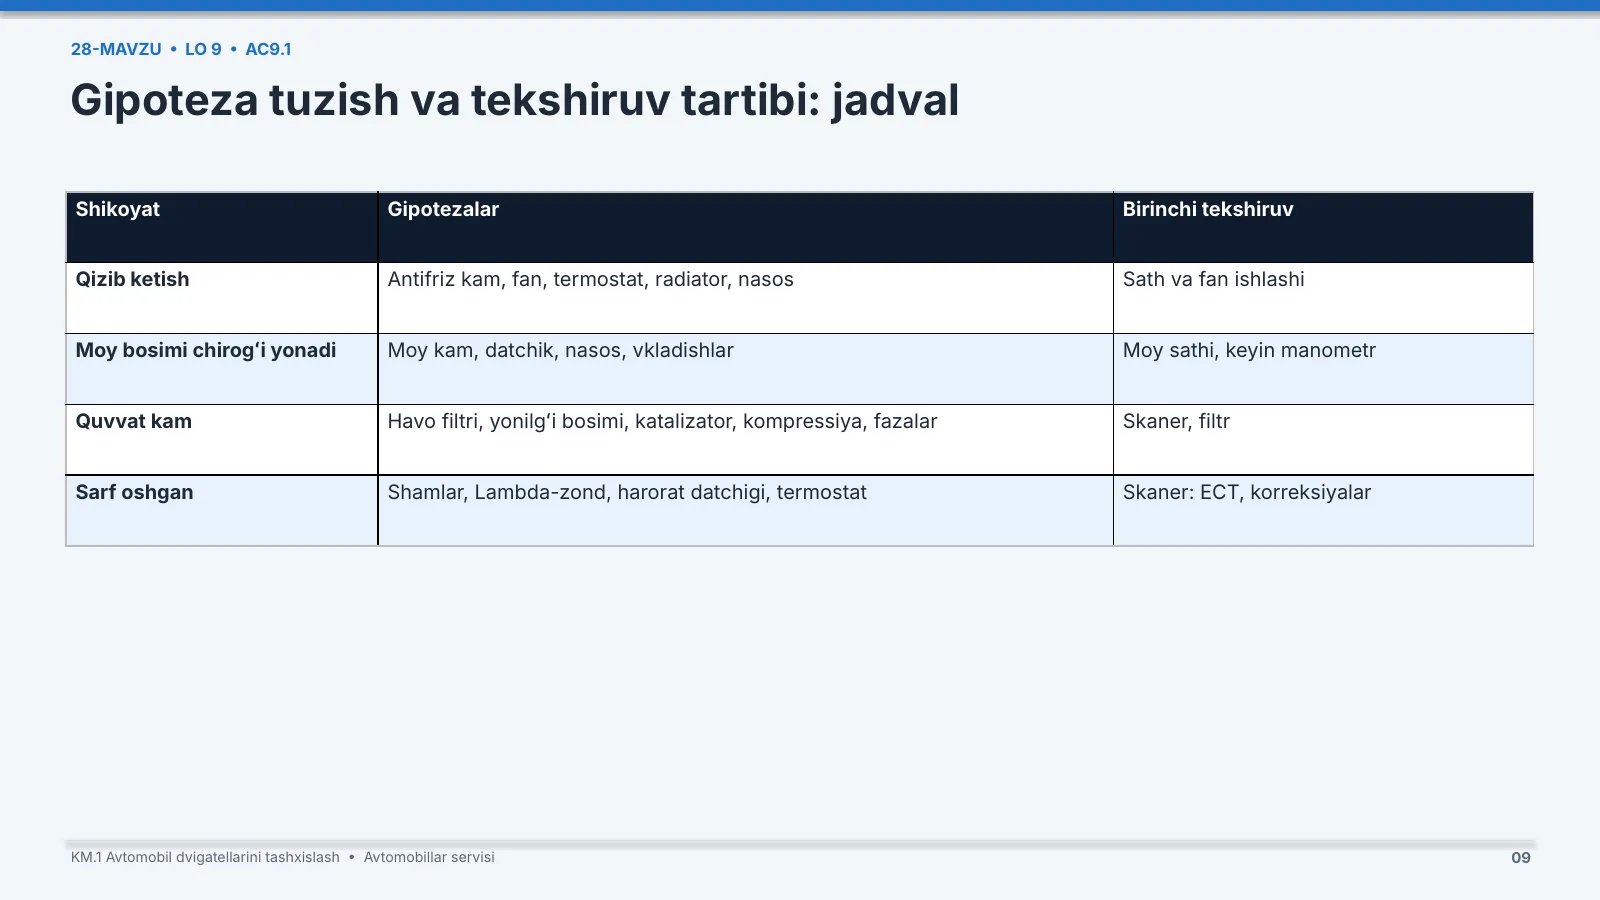 28-MAVZU • LO 9 • AC9.1
Gipoteza tuzish va tekshiruv tartibi: jadval
Shikoyat Gipotezalar Birinchi tekshiruv
Qizib ketish Antifriz kam, fan, termostat, radiator, nasos Sath va fan ishlashi
Moy bosimi chirogʻi yonadi Moy kam, datchik, nasos, vkladishlar Moy sathi, keyin manometr
Quvvat kam Havo filtri, yonilgʻi bosimi, katalizator, kompressiya, fazalar Skaner, filtr
Sarf oshgan Shamlar, Lambda-zond, harorat datchigi, termostat Skaner: ECT, korreksiyalar
KM.1 Avtomobil dvigatellarini tashxislash • Avtomobillar servisi 09